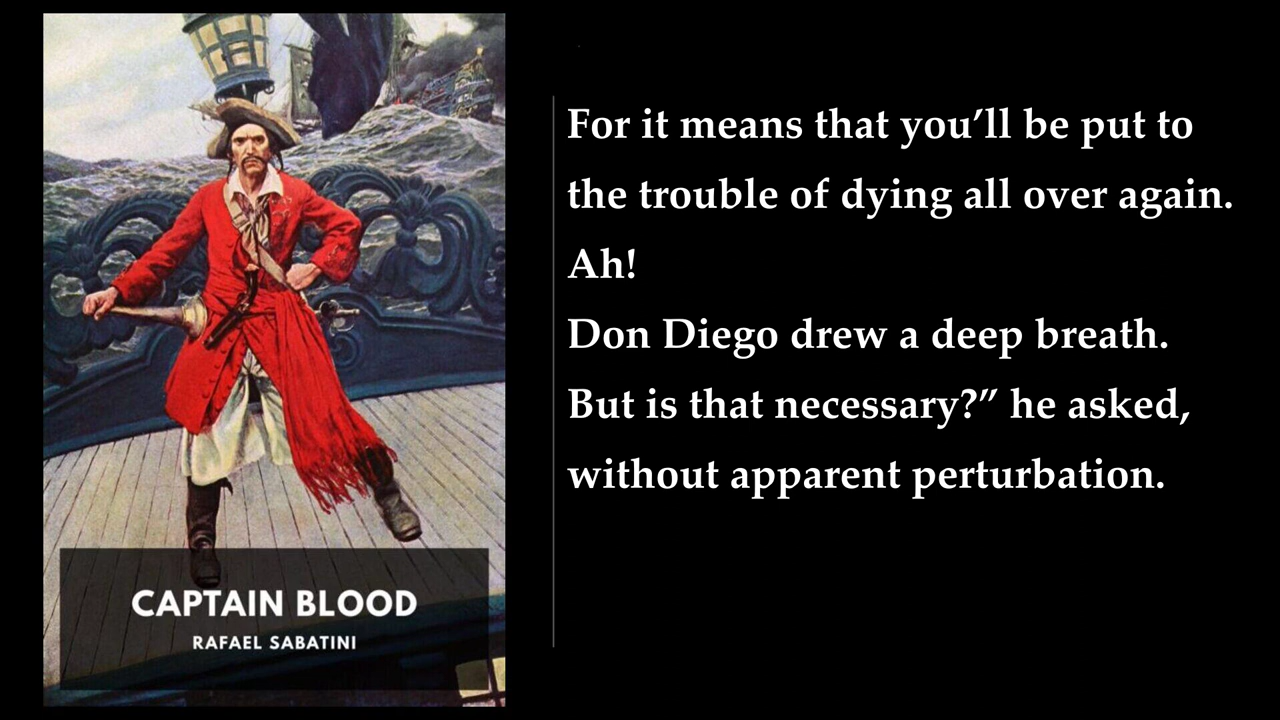 For it means that you’ll be put to
the trouble of dying all over again.
Ah!
Don Diego drew a deep breath.
But is that necessary?” he asked,
without apparent perturbation.
CAPTAIN BLOOD
RAFAEL SABATINI